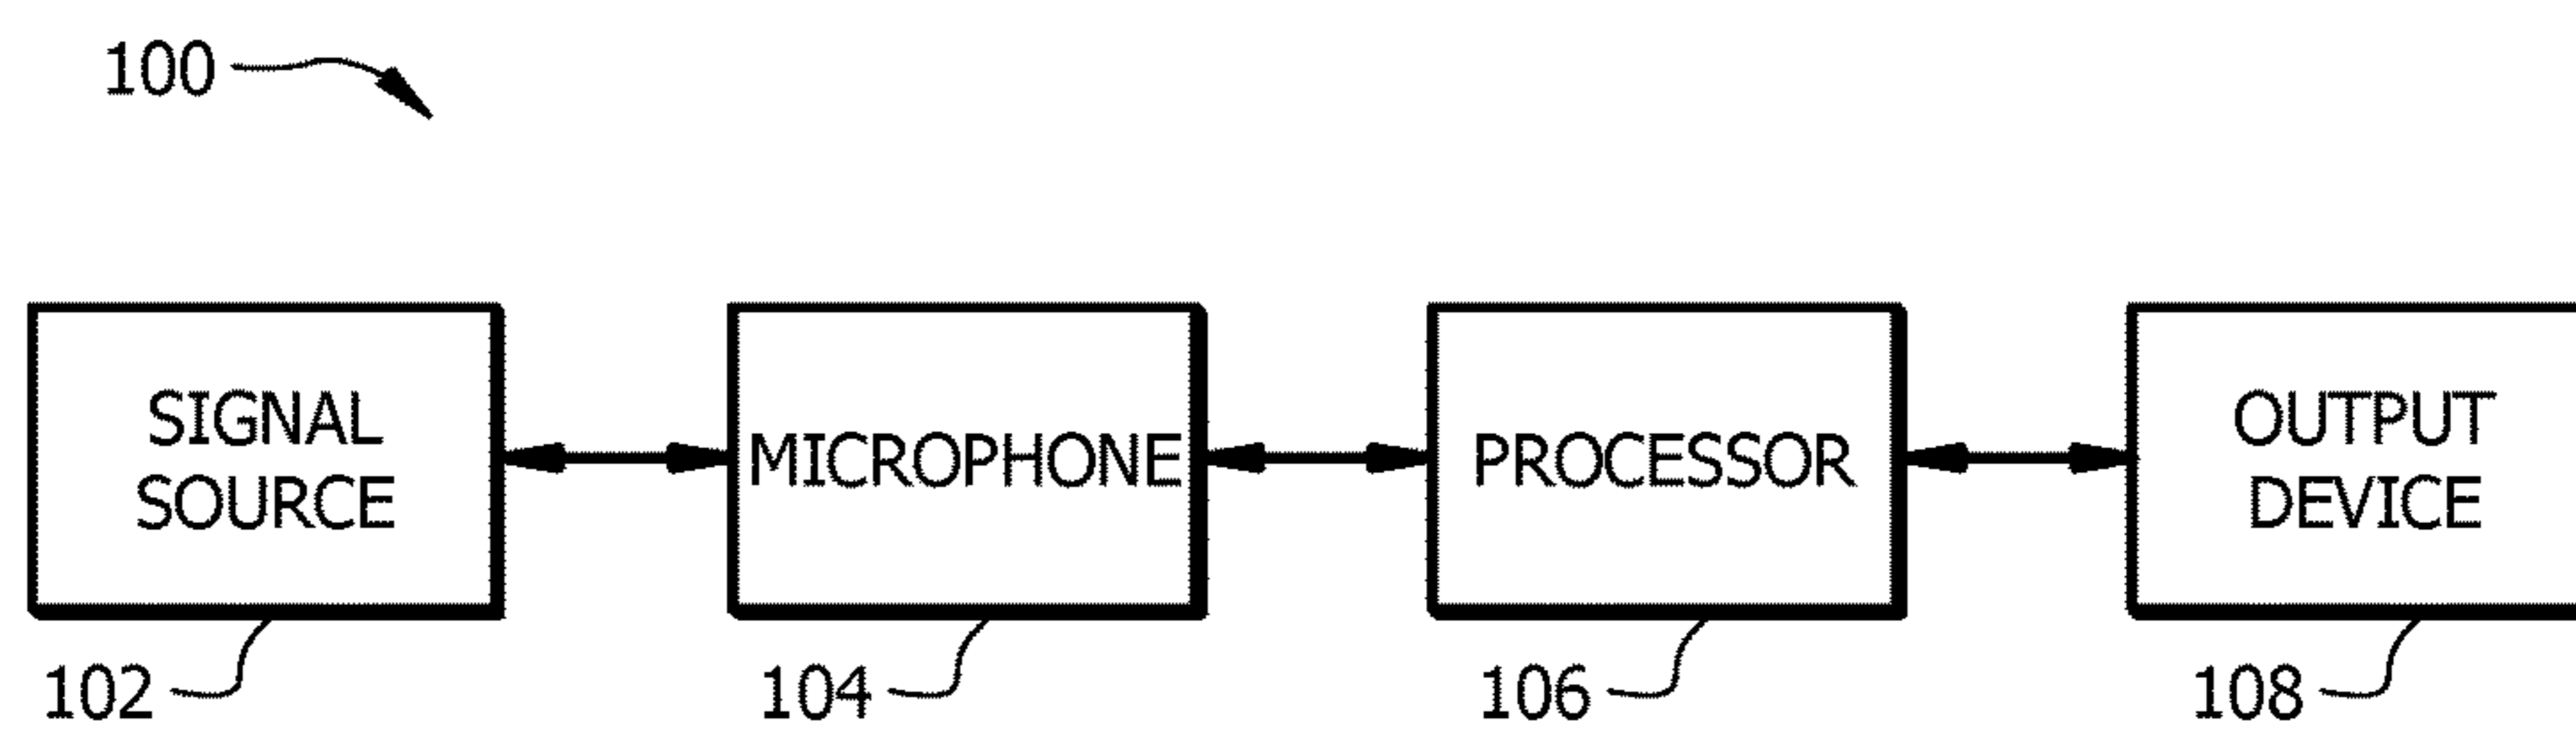 100
SIGNAL
SOURCE
MICROPHONE
PROCESSOR
OUTPUT
DEVICE
102
104
106
108